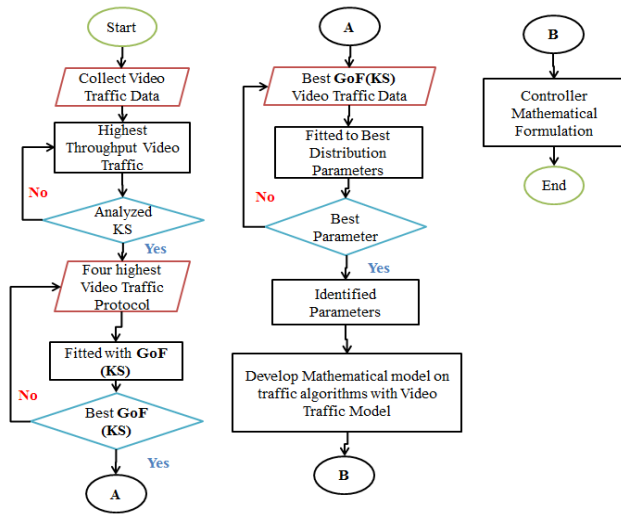 Start
Collect Video
Traffic Data
Highest
Throughput Video
Traffic
No
Analyzed
KS
Yes
Four highest
Video Traffic
Protocol
Fitted with GoF
(KS)
No
Best GoF
(KS)
Yes
A
A
Best GoF(KS)
Video Traffic Data
Fitted to Best
Distribution
Parameters
No
Best
Parameter
Yes
Identified
Parameters
Develop Mathematical model on
traffic algorithms with Video
Traffic Model
B
B
Controller
Mathematical
Formulation
End